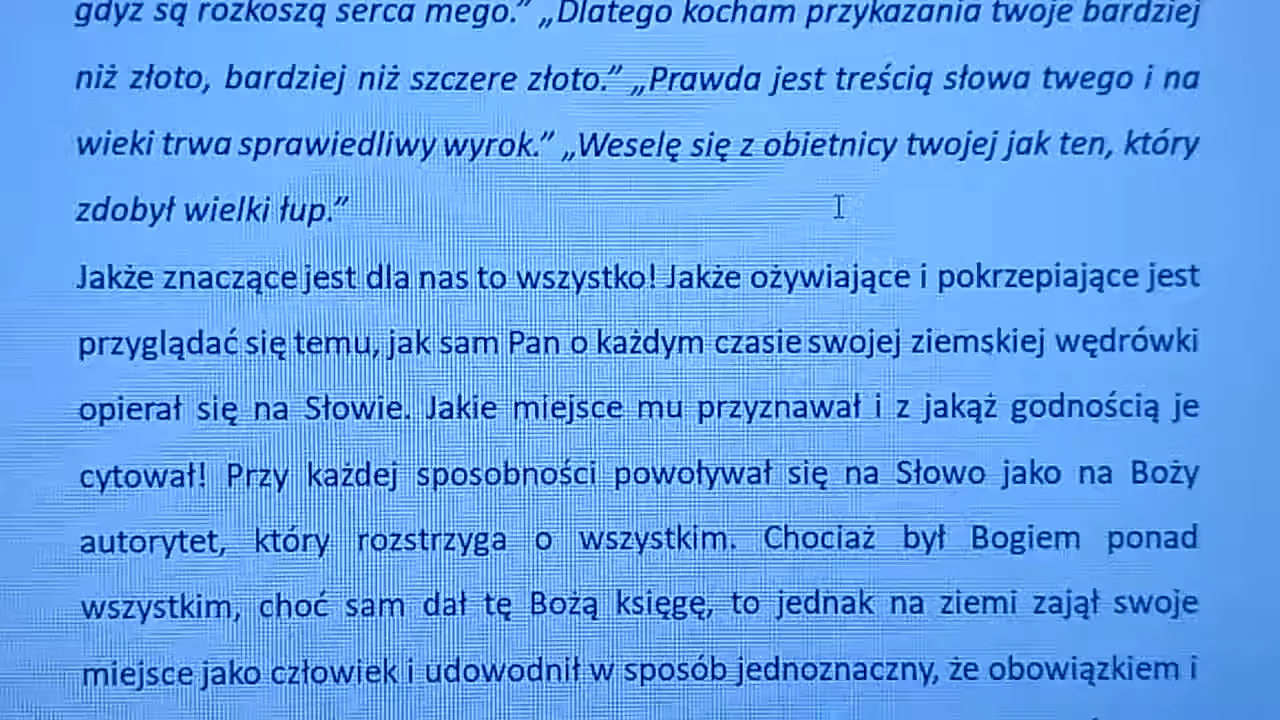 gdyż są rozkoszą serca mego.” „Dlatego kocham przykazania twoje bardziej
niż złoto, bardziej niż szczere złoto.” „Prawda jest treścią słowa twego i na
wieki trwa sprawiedliwy wyrok.” „Weselę się z obietnicy twojej jak ten, który
zdobył wielki łup.”
Jakże znaczące jest dla nas to wszystko! Jakże ożywiające i pokrzepiające jest
przyglądać się temu, jak sam Pan o każdym czasie swojej ziemskiej wędrówki
opierał się na Słowie. Jakie miejsce mu przyznawał i z jakąż godnością je
cytował! Przy każdej sposobności powoływał się na Słowo jako na Boży
autorytet, który rozstrzyga o wszystkim. Chociaż był Bogiem ponad
wszystkim, choć sam dał tę Bożą księgę, to jednak na ziemi zajął swoje
miejsce jako człowiek i udowodnił w sposób jednoznaczny, że obowiązkiem i